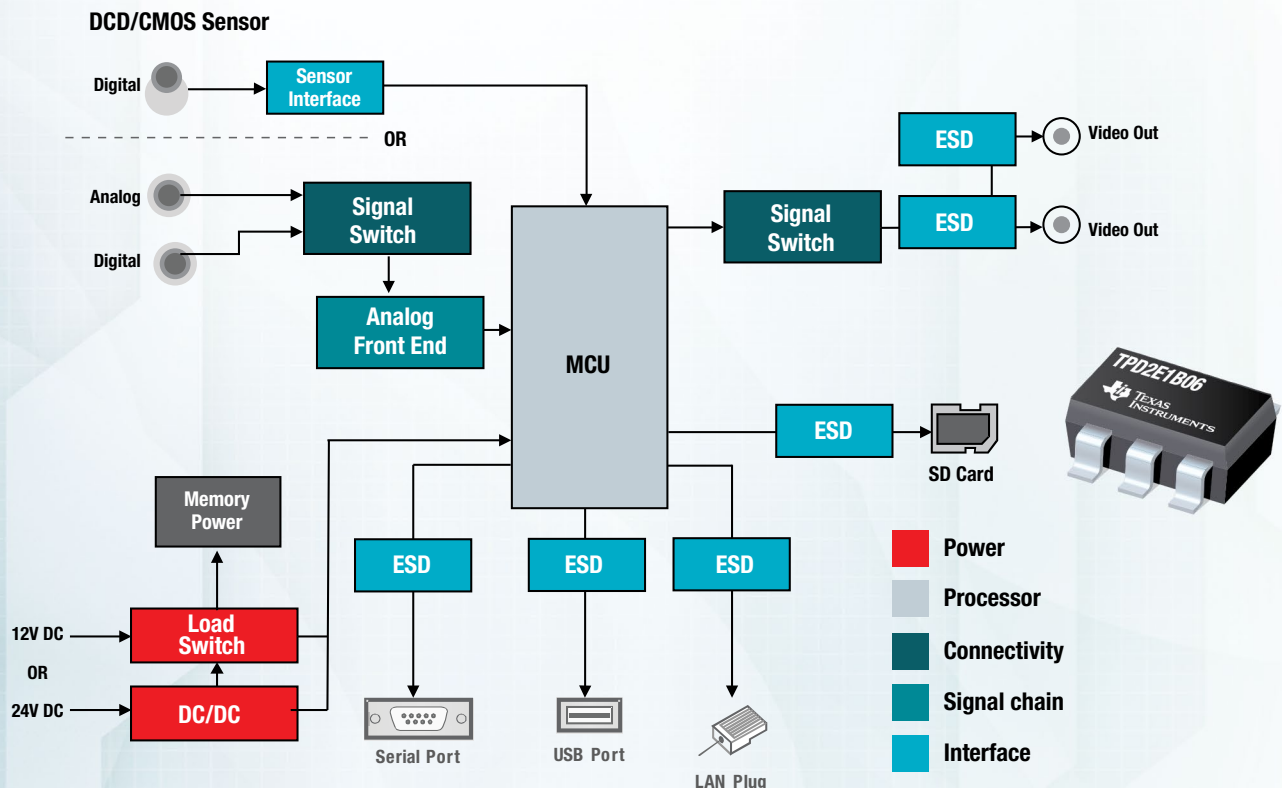 DCD/CMOS Sensor
Digital
Sensor
Interface
OR
Analog
Digital
Signal
Switch
Analog
Front End
MCU
Signal
Switch
ESD
Video Out
ESD
Video Out
ESD
SD Card
TPD2E1B06
TEXAS
INSTRUMENTS
Memory
Power
12V DC
OR
24V DC
Load
Switch
DC/DC
ESD
ESD
ESD
Serial Port
USB Port
LAN Plug
Power
Processor
Connectivity
Signal chain
Interface